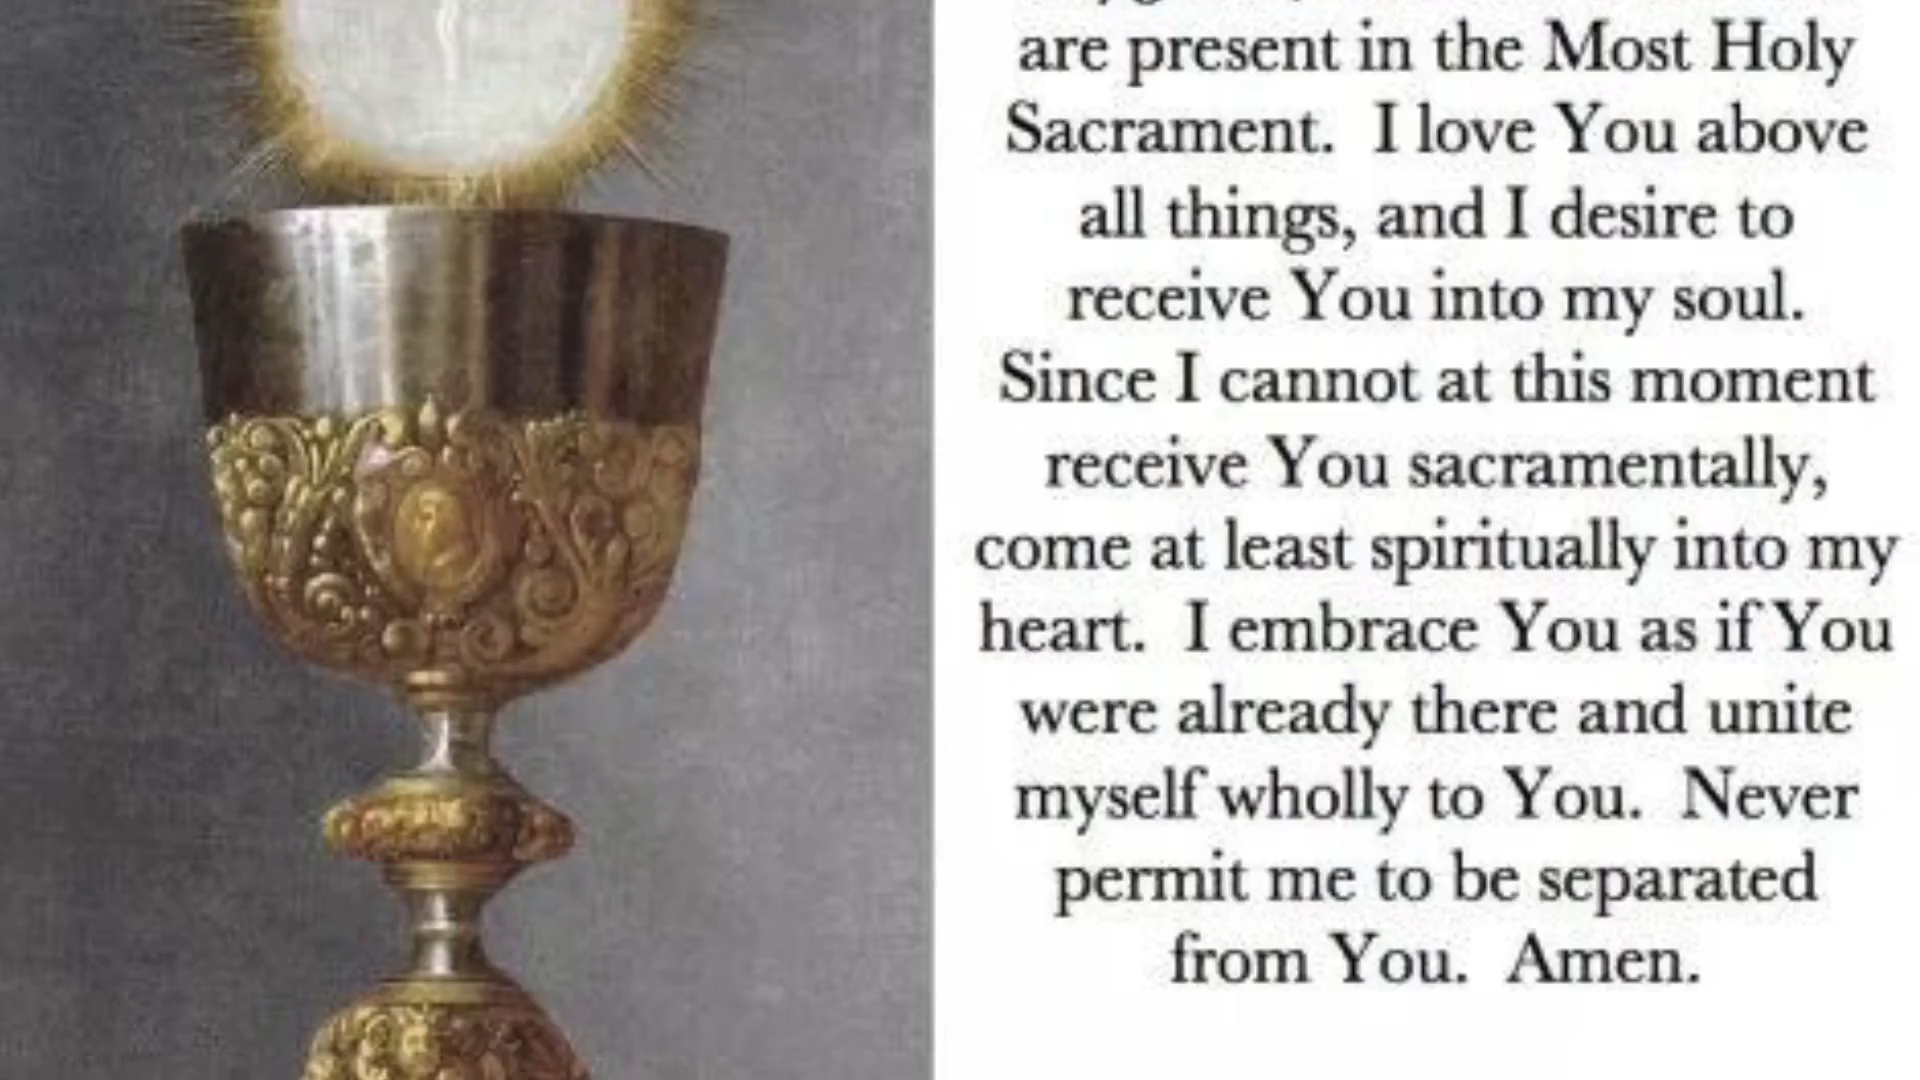 are present in the Most Holy
Sacrament. I love You above
all things, and I desire to
receive You into my soul.
Since I cannot at this moment
receive You sacramentally,
come at least spiritually into my
heart. I embrace You as if You
were already there and unite
myself wholly to You. Never
permit me to be separated
from You. Amen.